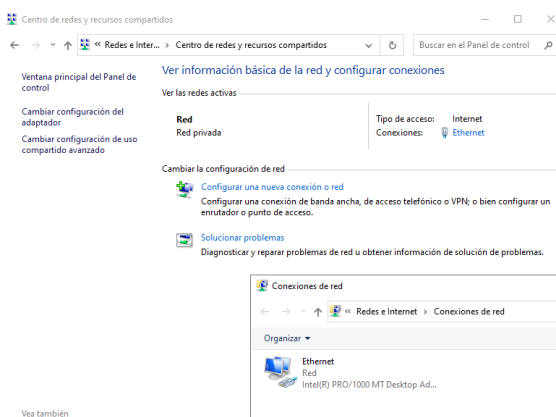 Centro de redes y recursos compartidos
« Redes e Inter... › Centro de redes y recursos compartidos
Buscar en el Panel de control
Ventana principal del Panel de
control
Cambiar configuración del
adaptador
Cambiar configuración de uso
compartido avanzado
Ver información básica de la red y configurar conexiones
Ver las redes activas
Red
Red privada
Tipo de acceso: Internet
Conexiones: Ethernet
Cambiar la configuración de red
Configurar una nueva conexión o red
Configurar una conexión de banda ancha, de acceso telefónico o VPN; o bien configurar un
enrutador o punto de acceso.
Solucionar problemas
Diagnosticar y reparar problemas de red u obtener información de solución de problemas.
Conexiones de red
« Redes e Internet › Conexiones de red
Organizar
Ethernet
Red
Intel(R) PRO/1000 MT Desktop Ad...
Vea también